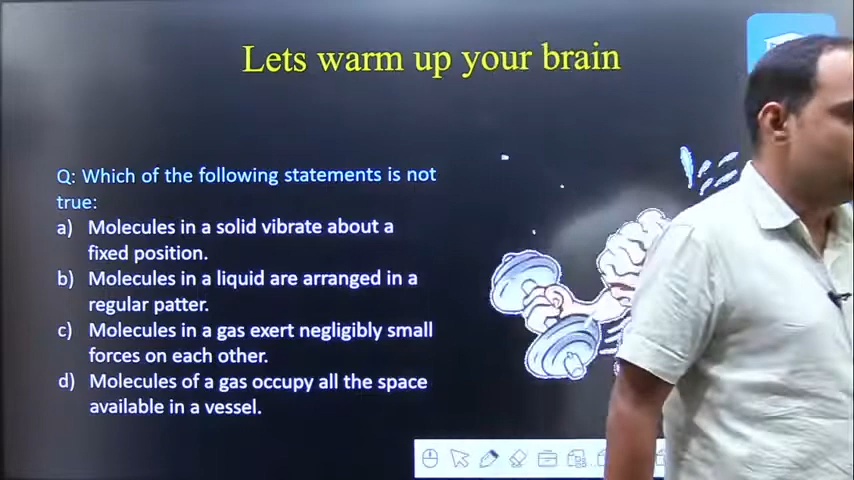 Lets warm up your brain
Q: Which of the following statements is not
true:
a) Molecules in a solid vibrate about a
fixed position.
b) Molecules in a liquid are arranged in a
regular patter.
c) Molecules in a gas exert negligibly small
forces on each other.
d) Molecules of a gas occupy all the space
available in a vessel.